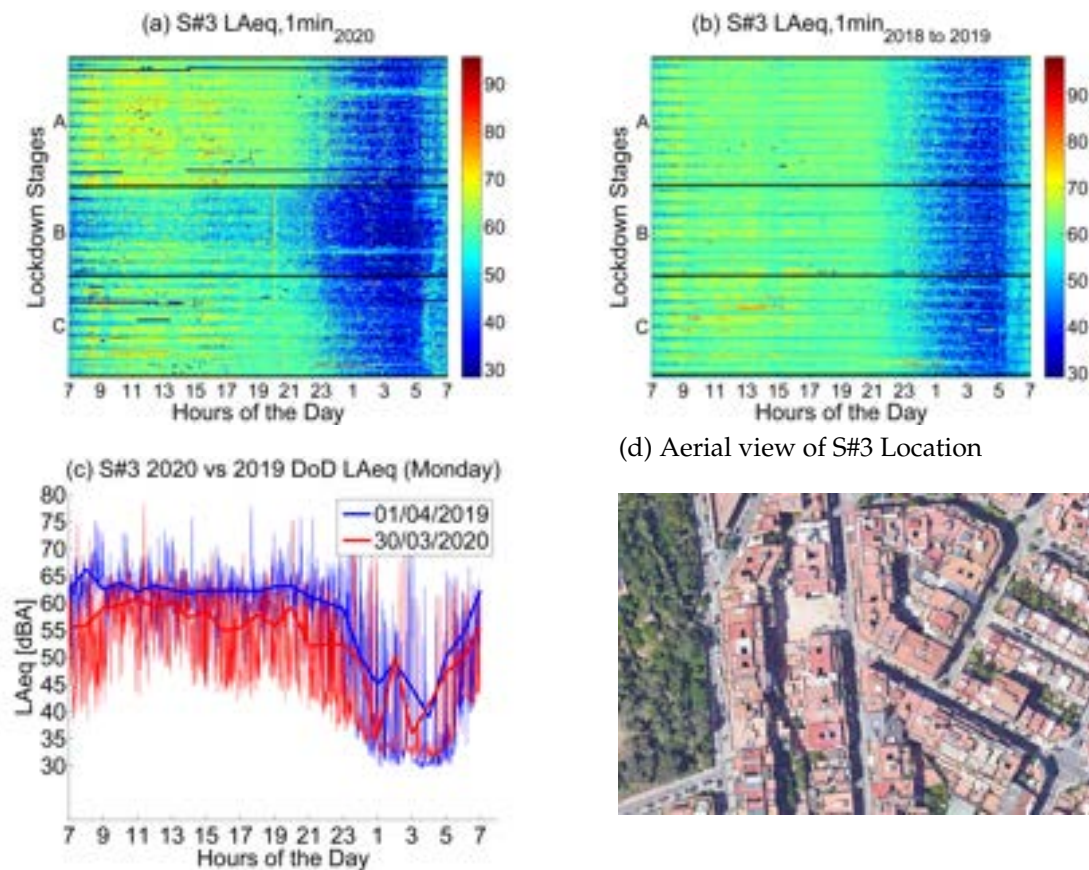 (a) S#3 LAeq,1min2020
(b) S#3 LAeq,1min2018 to 2019
Lockdown Stages
A
B
C
90
80
70
60
50
40
30
7 9 11 13 15 17 19 21 23 1 3 5 7
Hours of the Day
Lockdown Stages
A
B
C
90
80
70
60
50
40
30
7 9 11 13 15 17 19 21 23 1 3 5 7
Hours of the Day
(c) S#3 2020 vs 2019 DoD LAeq (Monday)
LAeq [dBA]
80
75
70
65
60
55
50
45
40
35
30
01/04/2019
30/03/2020
7 9 11 13 15 17 19 21 23 1 3 5 7
Hours of the Day
(d) Aerial view of S#3 Location